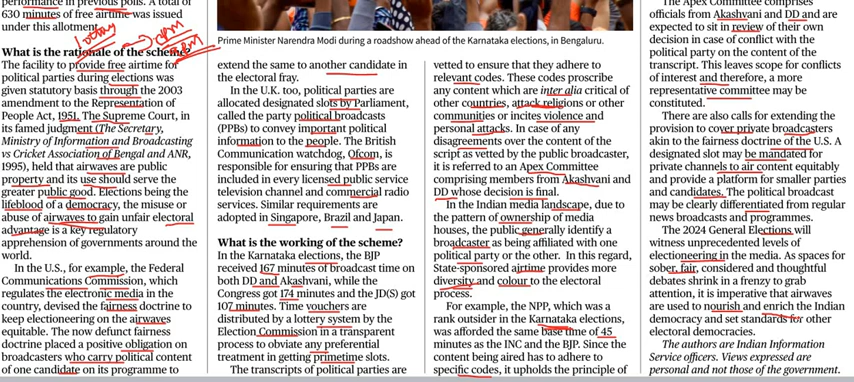 performance in previous polls. A total of
630 minutes of free airtime was issued
under this allotment.
What is the rationale of the scheme?
The facility to provide free airtime for
political parties during elections was
given statutory basis through the 2003
amendment to the Representation of
People Act, 1951. The Supreme Court, in
its famed judgment (The Secretary,
Ministry of Information and Broadcasting
vs Cricket Association of Bengal and ANR,
1995), held that airwaves are public
property and its use should serve the
greater public good. Elections being the
lifeblood of a democracy, the misuse or
abuse of airwaves to gain unfair electoral
advantage is a key regulatory
apprehension of governments around the
world.
In the U.S., for example, the Federal
Communications Commission, which
regulates the electronic media in the
country, devised the fairness doctrine to
keep electioneering on the airwaves
equitable. The now defunct fairness
doctrine placed a positive obligation on
broadcasters who carry political content
of one candidate on its programme to
Prime Minister Narendra Modi during a roadshow ahead of the Karnataka elections, in Bengaluru.
extend the same to another candidate in
the electoral fray.
In the U.K. too, political parties are
allocated designated slots by Parliament,
called the party political broadcasts
(PPBs) to convey important political
information to the people. The British
Communication watchdog, Ofcom, is
responsible for ensuring that PPBs are
included in every licensed public service
television channel and commercial radio
services. Similar requirements are
adopted in Singapore, Brazil and Japan.
What is the working of the scheme?
In the Karnataka elections, the BJP
received 167 minutes of broadcast time on
both DD and Akashvani, while the
Congress got 174 minutes and the JD(S) got
107 minutes. Time vouchers are
distributed by a lottery system by the
Election Commission in a transparent
process to obviate any preferential
treatment in getting primetime slots.
The transcripts of political parties are
vetted to ensure that they adhere to
relevant codes. These codes proscribe
any content which are inter alia critical of
other countries, attack religions or other
communities or incites violence and
personal attacks. In case of any
disagreements over the content of the
script as vetted by the public broadcaster,
it is referred to an Apex Committee
comprising members from Akashvani and
DD whose decision is final.
In the Indian media landscape, due to
the pattern of ownership of media
houses, the public generally identify a
broadcaster as being affiliated with one
political party or the other. In this regard,
State-sponsored airtime provides more
diversity and colour to the electoral
process.
For example, the NPP, which was a
rank outsider in the Karnataka elections,
was afforded the same base time of 45
minutes as the INC and the BJP. Since the
content being aired has to adhere to
specific codes, it upholds the principle of
The Apex Committee comprises
officials from Akashvani and DD and are
expected to sit in review of their own
decision in case of conflict with the
political party on the content of the
transcript. This leaves scope for conflicts
of interest and therefore, a more
representative committee may be
constituted.
There are also calls for extending the
provision to cover private broadcasters
akin to the fairness doctrine of the U.S. A
designated slot may be mandated for
private channels to air content equitably
and provide a platform for smaller parties
and candidates. The political broadcast
may be clearly differentiated from regular
news broadcasts and programmes.
The 2024 General Elections will
witness unprecedented levels of
electioneering in the media. As spaces for
sober, fair, considered and thoughtful
debates shrink in a frenzy to grab
attention, it is imperative that airwaves
are used to nourish and enrich the Indian
democracy and set standards for other
electoral democracies.
The authors are Indian Information
Service officers. Views expressed are
personal and not those of the government.